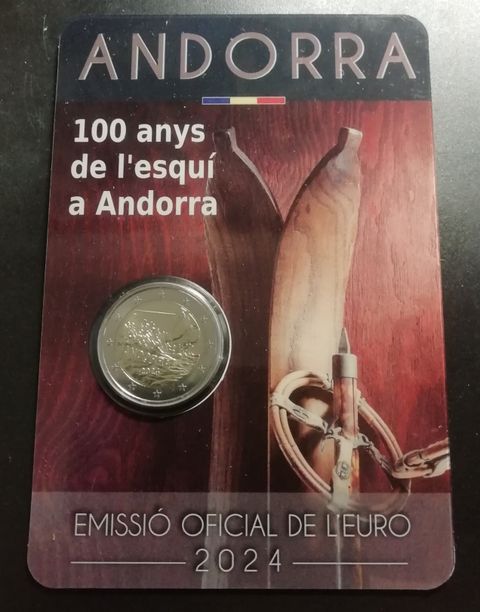 ANDORRA
100 anys
de l'esquí
a Andorra
EMISSIÓ OFICIAL DE L'EURO
2024